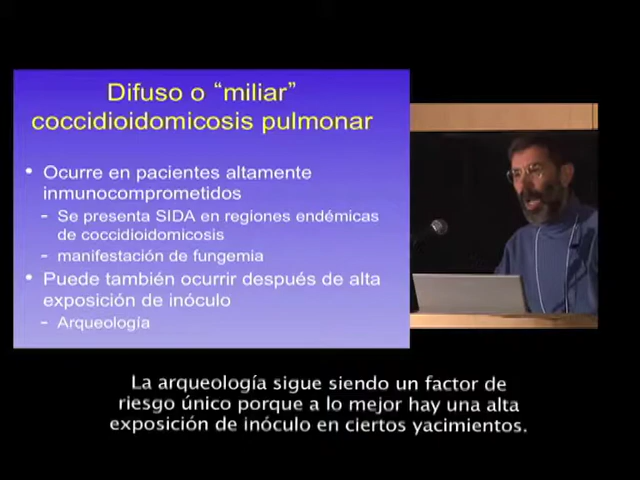 Difuso o “miliar”
coccidioidomicosis pulmonar
• Ocurre en pacientes altamente
inmunocomprometidos
- Se presenta SIDA en regiones endémicas
de coccidioidomicosis
- manifestación de fungemia
• Puede también ocurrir después de alta
exposición de inóculo
- Arqueología
La arqueología sigue siendo un factor de
riesgo único porque a lo mejor hay una alta
exposición de inóculo en ciertos yacimientos.